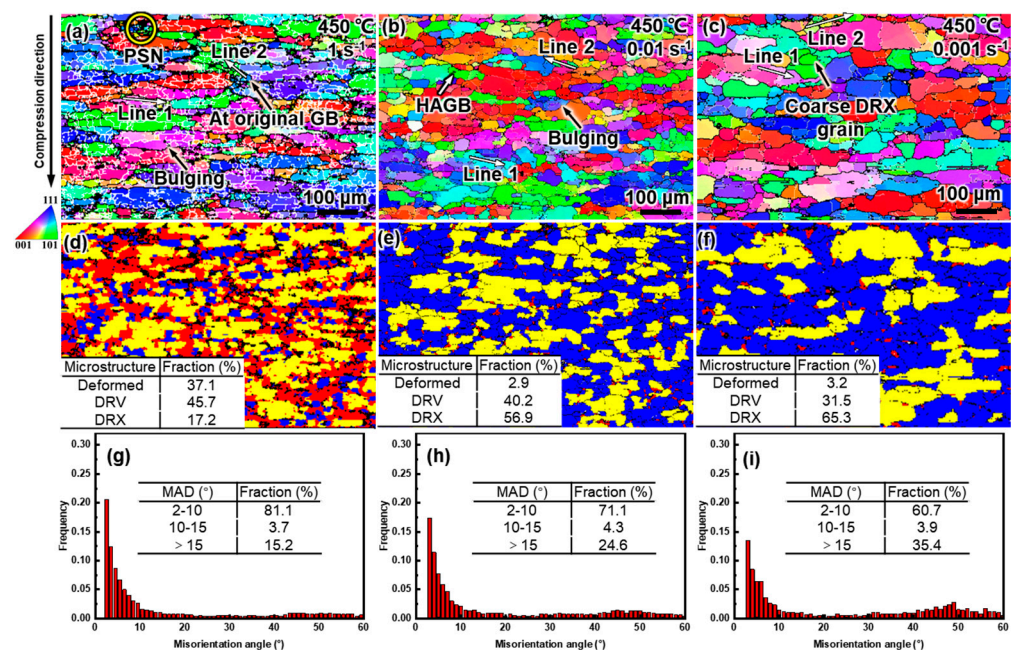 Compression direction
111
001 101
(a)
450 ℃
1 s⁻¹
PSN
Line 2
Line 1
At original GB
Bulging
100 μm
(b)
450 ℃
0.01 s⁻¹
Line 2
HAGB
Bulging
Line 1
100 μm
(c)
450 ℃
0.001 s⁻¹
Line 2
Line 1
Coarse DRX
grain
100 μm
(d)
Microstructure Fraction (%)
Deformed 37.1
DRV 45.7
DRX 17.2
(e)
Microstructure Fraction (%)
Deformed 2.9
DRV 40.2
DRX 56.9
(f)
Microstructure Fraction (%)
Deformed 3.2
DRV 31.5
DRX 65.3
(g)
MAD (°) Fraction (%)
2-10 81.1
10-15 3.7
> 15 15.2
Frequency
0.30
0.25
0.20
0.15
0.10
0.05
0.00
0 10 20 30 40 50 60
Misorientation angle (°)
(h)
MAD (°) Fraction (%)
2-10 71.1
10-15 4.3
> 15 24.6
Frequency
0.30
0.25
0.20
0.15
0.10
0.05
0.00
0 10 20 30 40 50 60
Misorientation angle (°)
(i)
MAD (°) Fraction (%)
2-10 60.7
10-15 3.9
> 15 35.4
Frequency
0.30
0.25
0.20
0.15
0.10
0.05
0.00
0 10 20 30 40 50 60
Misorientation angle (°)